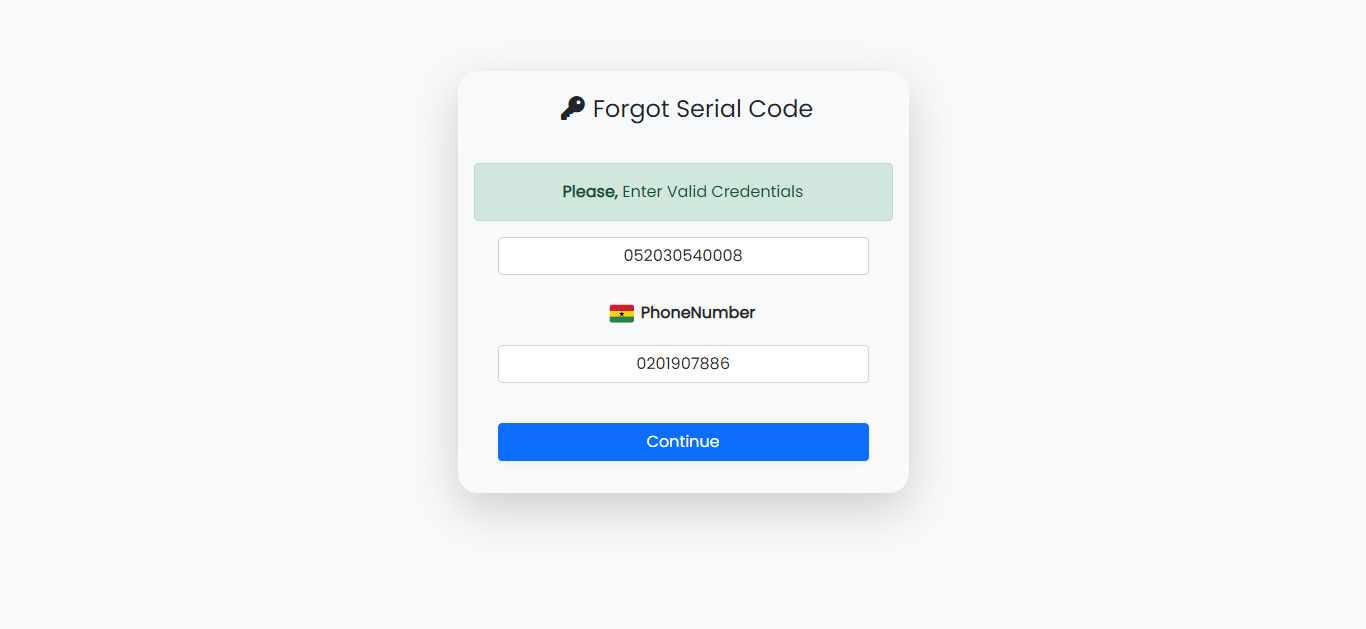 Forgot Serial Code
Please, Enter Valid Credentials
052030540008
PhoneNumber
0201907886
Continue